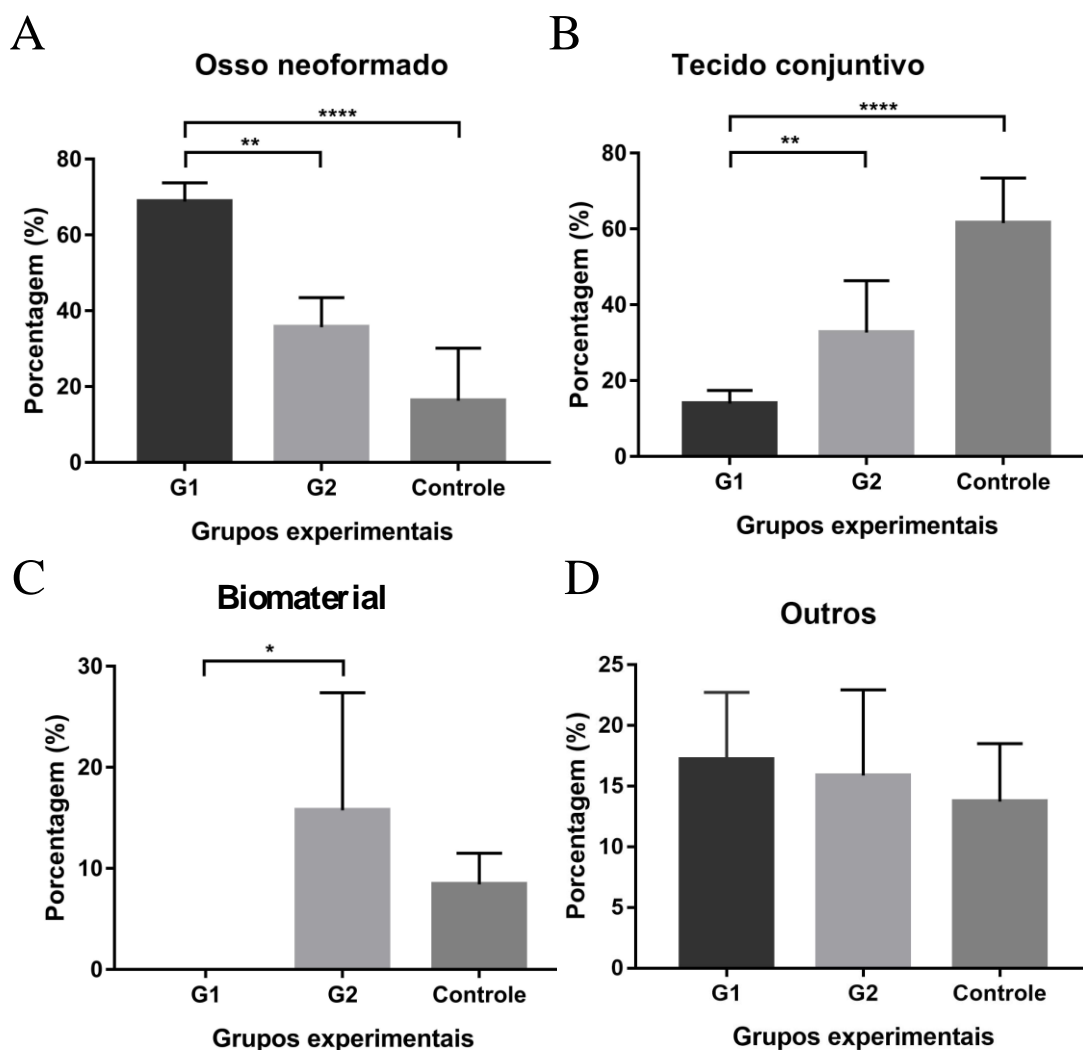 A
Osso neoformado
****
**
Porcentagem (%)
80
60
40
20
0
G1 G2 Controle
Grupos experimentais
B
Tecido conjuntivo
****
**
Porcentagem (%)
80
60
40
20
0
G1 G2 Controle
Grupos experimentais
C
Biomaterial
*
Porcentagem (%)
30
20
10
0
G1 G2 Controle
Grupos experimentais
D
Outros
Porcentagem (%)
25
20
15
10
5
0
G1 G2 Controle
Grupos experimentais